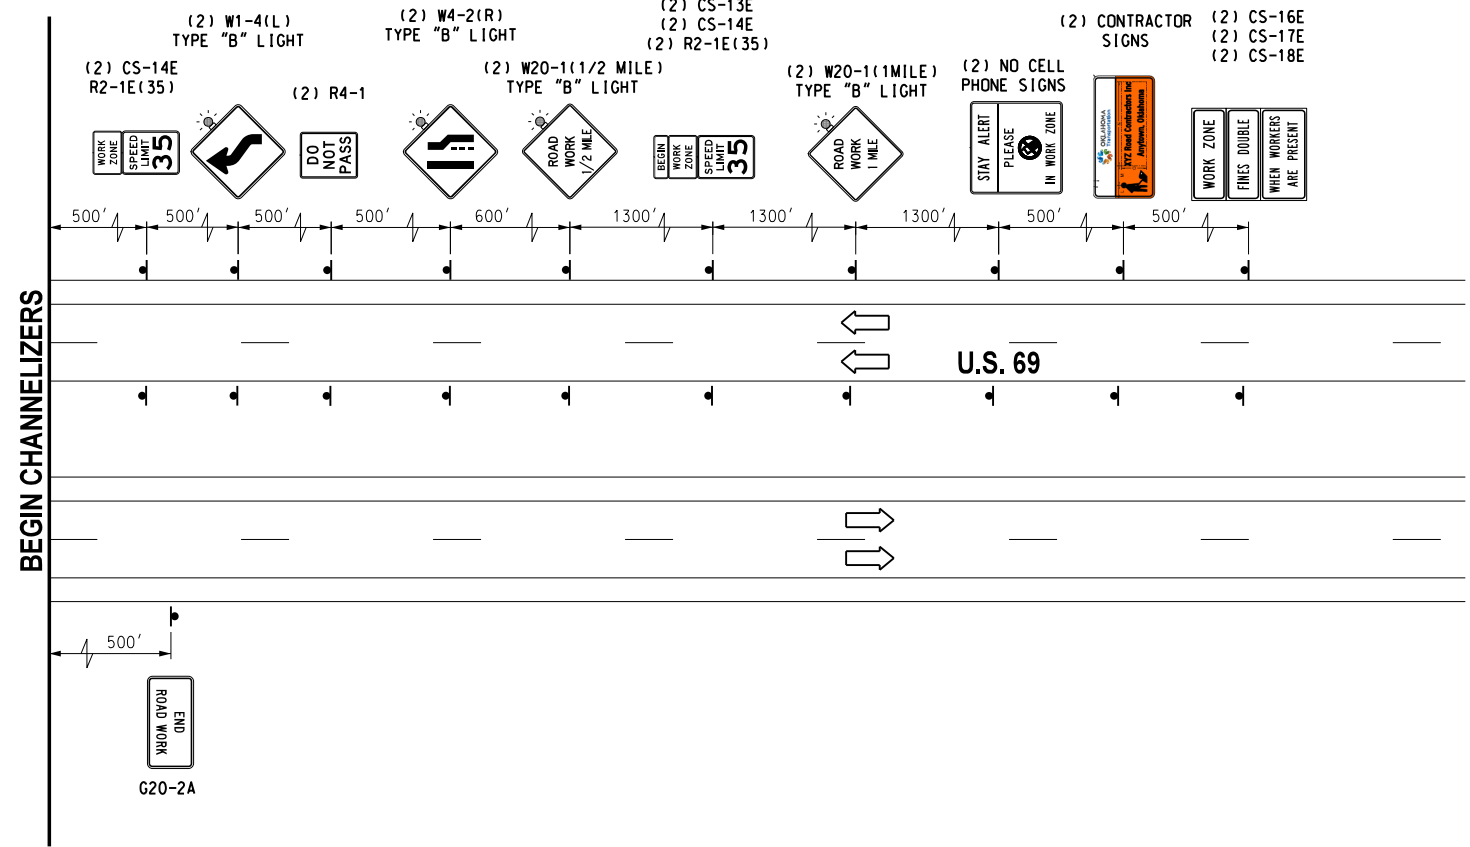 (2) W1-4(L)
TYPE "B" LIGHT
(2) W4-2(R)
TYPE "B" LIGHT
(2) CS-13E
(2) CS-14E
(2) R2-1E(35)
(2) CONTRACTOR
SIGNS
(2) CS-16E
(2) CS-17E
(2) CS-18E
(2) CS-14E
R2-1E(35)
(2) R4-1
(2) W20-1(1/2 MILE)
TYPE "B" LIGHT
(2) W20-1(1MILE)
TYPE "B" LIGHT
(2) NO CELL
PHONE SIGNS
WORK
ZONE
SPEED
LIMIT
35
DO
NOT
PASS
ROAD
WORK
1/2 MILE
BEGIN
WORK
ZONE
SPEED
LIMIT
35
ROAD
WORK
1 MILE
STAY ALERT
PLEASE
IN WORK ZONE
OKLAHOMA
Transportation
XYZ Road Contractors Inc
Anytown, Oklahoma
WORK ZONE
FINES DOUBLE
WHEN WORKERS
ARE PRESENT
500'
500'
500'
500'
600'
1300'
1300'
1300'
500'
500'
BEGIN CHANNELIZERS
U.S. 69
500'
END
ROAD WORK
G20-2A